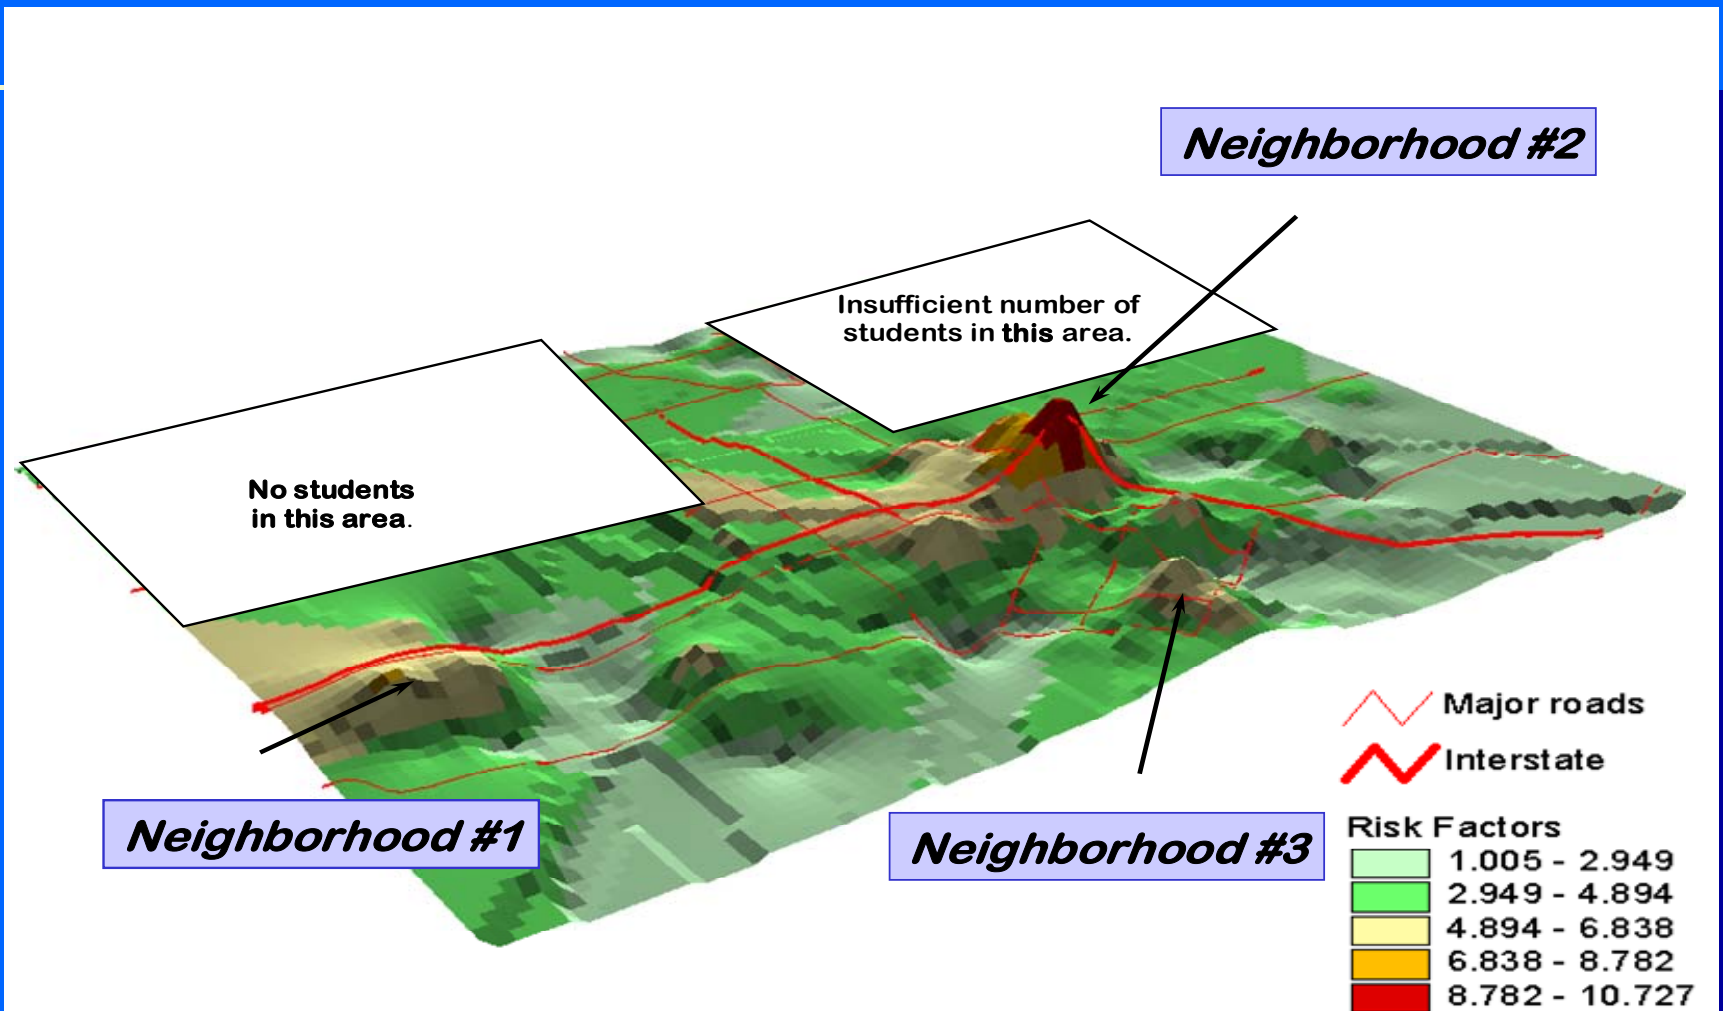 Neighborhood #2
Insufficient number of
students in this area.
No students
in this area.
Neighborhood #1
Neighborhood #3
Major roads
Interstate
Risk Factors
1.005 - 2.949
2.949 - 4.894
4.894 - 6.838
6.838 - 8.782
8.782 - 10.727